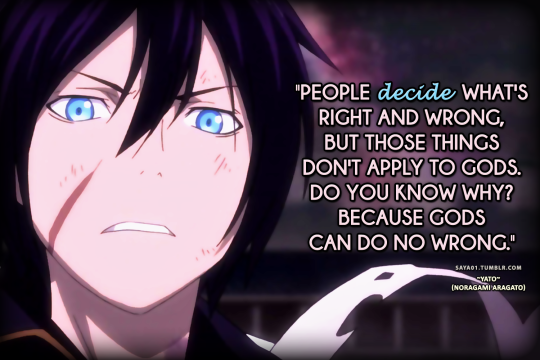 "PEOPLE decide WHAT'S
RIGHT AND WRONG,
BUT THOSE THINGS
DON'T APPLY TO GODS.
DO YOU KNOW WHY?
BECAUSE GODS
CAN DO NO WRONG."
SAYA01.TUMBLR.COM
~YATO~
(NORAGAMI ARAGATO)